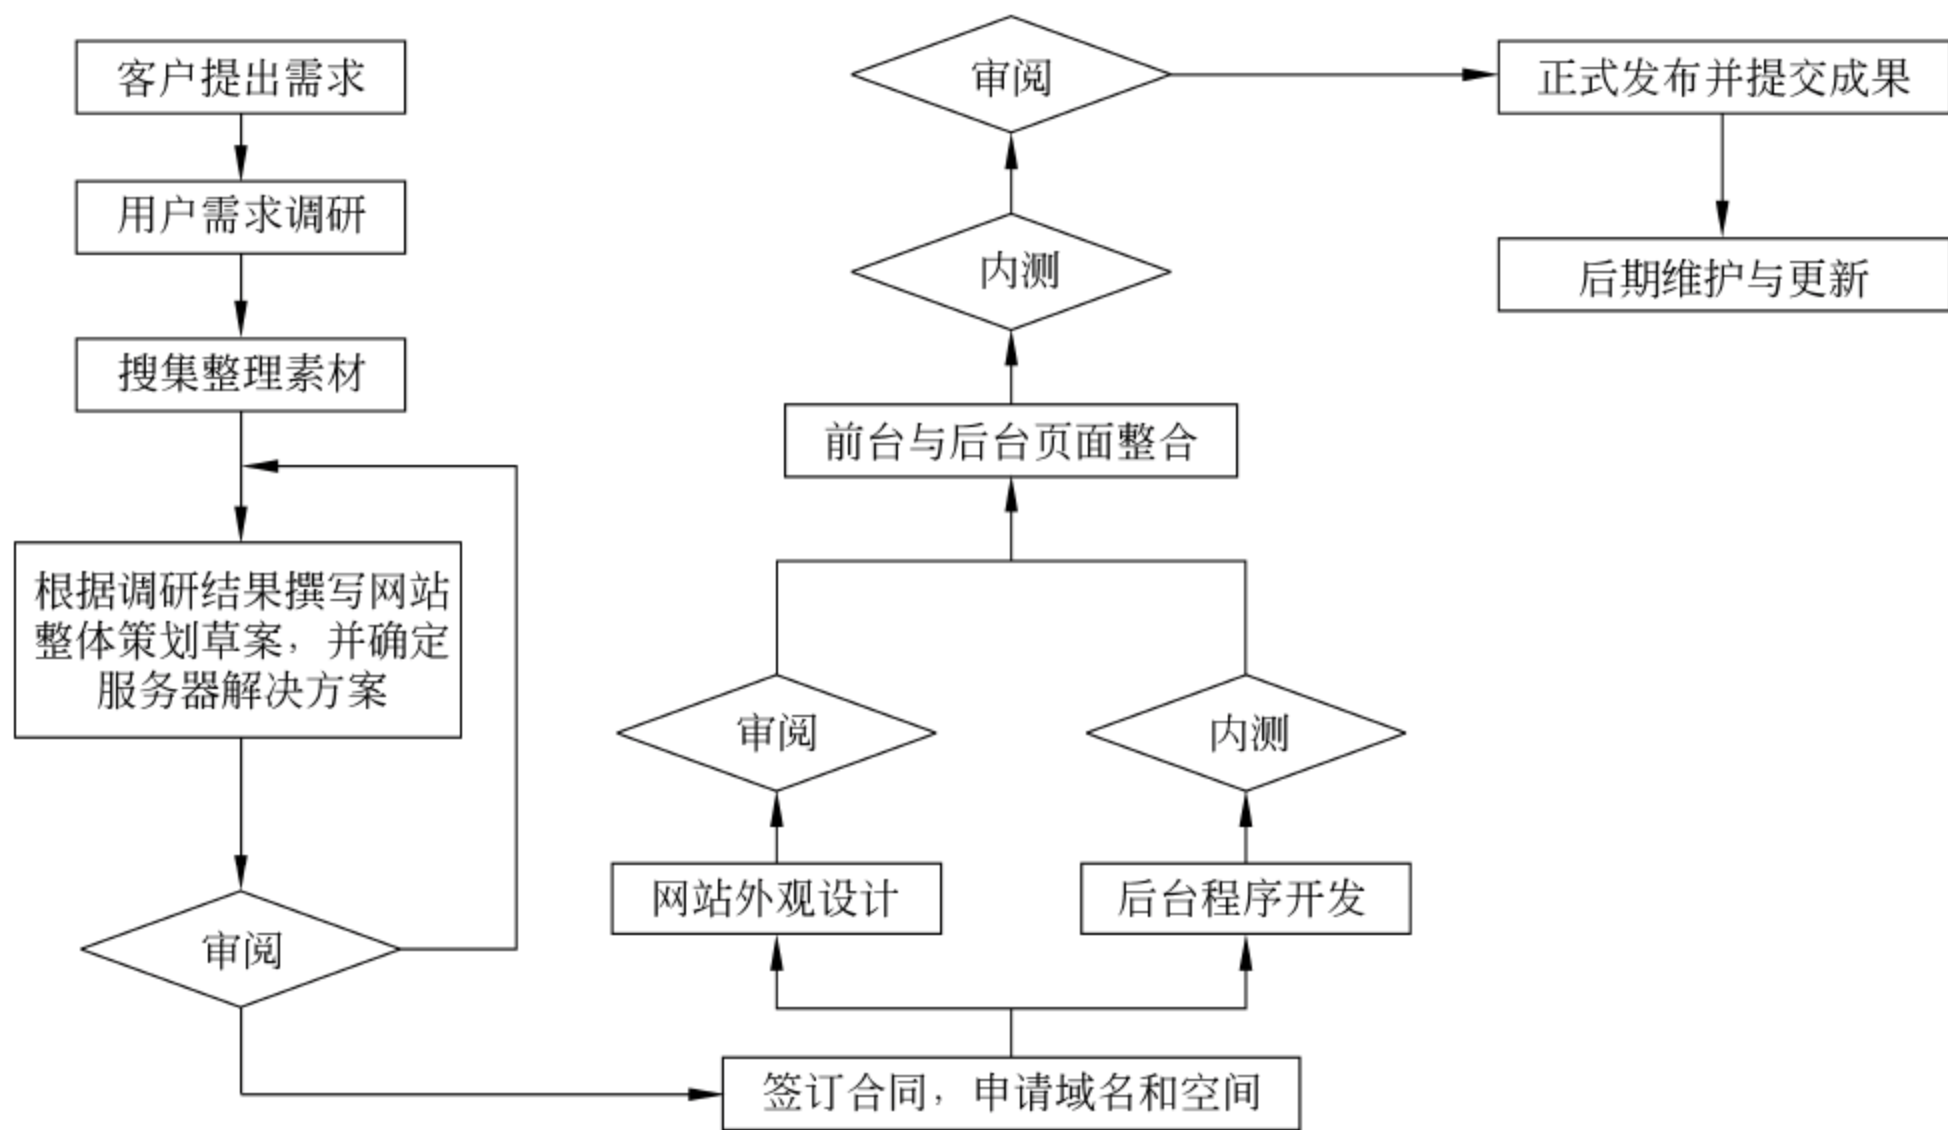 客户提出需求
用户需求调研
搜集整理素材
根据调研结果撰写网站
整体策划草案，并确定
服务器解决方案
审阅
签订合同，申请域名和空间
网站外观设计
后台程序开发
审阅
内测
前台与后台页面整合
内测
审阅
正式发布并提交成果
后期维护与更新